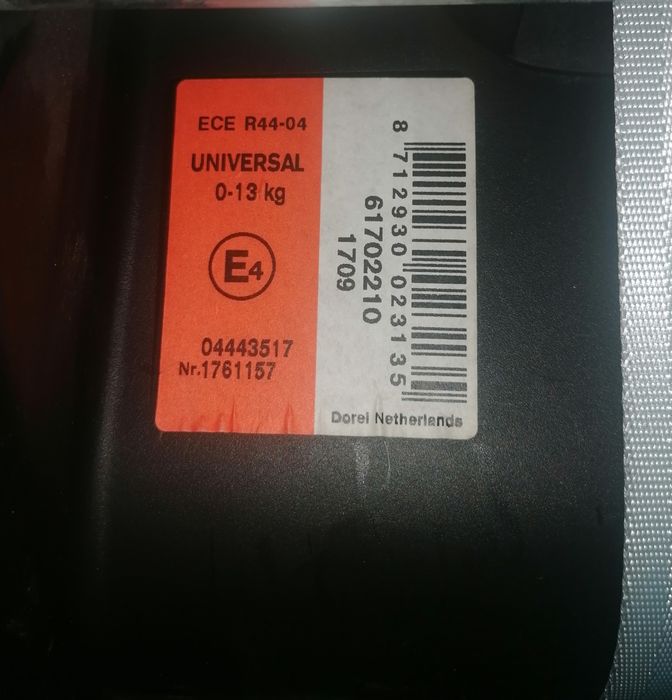 ECE R44-04
UNIVERSAL
0-13 kg
E4
04443517
Nr.1761157
8 712930 023135
61702210
1709
Dorel Netherlands